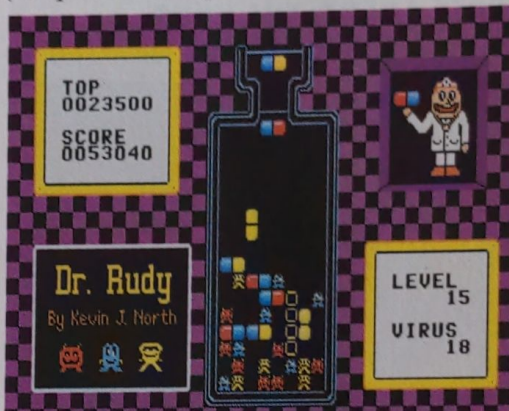 TOP
0023500
SCORE
0053040
Dr. Rudy
By Kevin J. North
LEVEL
15
VIRUS
18